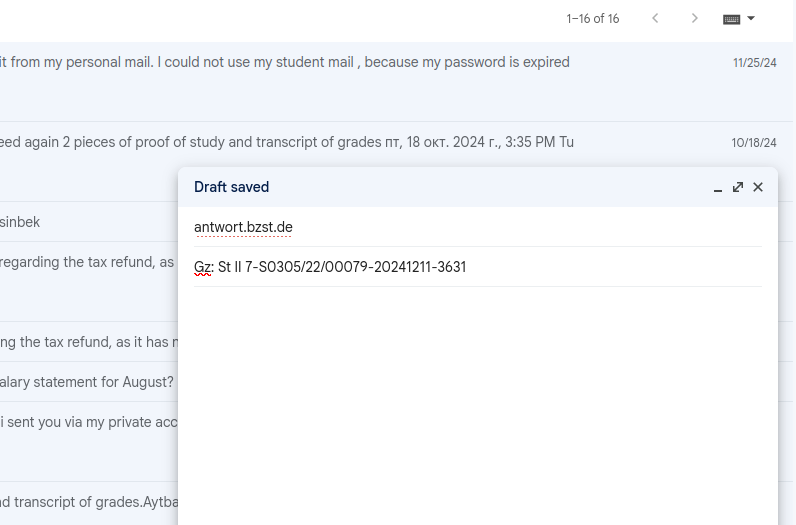 1–16 of 16
it from my personal mail. I could not use my student mail , because my password is expired 11/25/24
eed again 2 pieces of proof of study and transcript of grades пт, 18 окт. 2024 г., 3:35 PM Tu 10/18/24
Draft saved
antwort.bzst.de
sinbek
regarding the tax refund, as
Gz: St II 7-S0305/22/00079-20241211-3631
ng the tax refund, as it has n
alary statement for August?
i sent you via my private acc
nd transcript of grades.Aytba